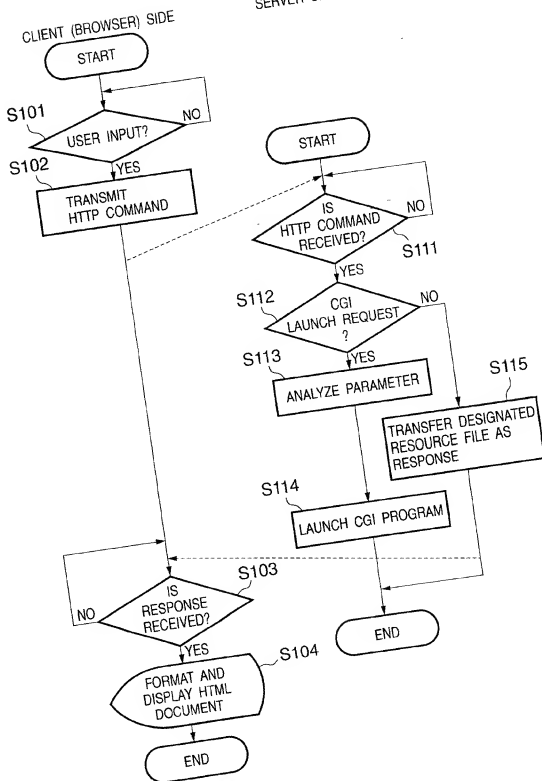 CLIENT (BROWSER) SIDE
START
S101
USER INPUT?
NO
YES
S102
TRANSMIT
HTTP COMMAND
SERVER
START
IS
HTTP COMMAND
RECEIVED?
NO
S111
YES
S112
CGI
LAUNCH REQUEST
?
NO
YES
S113
ANALYZE PARAMETER
S115
TRANSFER DESIGNATED
RESOURCE FILE AS
RESPONSE
S114
LAUNCH CGI PROGRAM
END
S103
IS
RESPONSE
RECEIVED?
NO
YES
S104
FORMAT AND
DISPLAY HTML
DOCUMENT
END